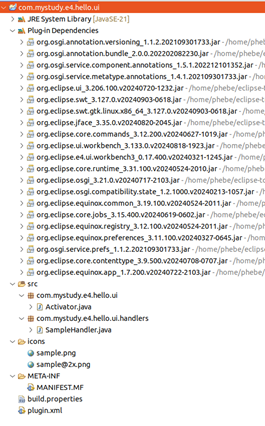 com.mystudy.e4.hello.ui
JRE System Library [JavaSE-21]
Plug-in Dependencies
org.osgi.annotation.versioning_1.1.2.202109301733.jar - /home/phebe
org.osgi.annotation.bundle_2.0.0.202202082230.jar - /home/phebe/ec
org.osgi.service.component.annotations_1.5.1.202212101352.jar - /h
org.osgi.service.metatype.annotations_1.4.1.202109301733.jar - /ho
org.eclipse.ui_3.206.100.v20240720-1232.jar - /home/phebe/eclipse-
org.eclipse.swt_3.127.0.v20240903-0618.jar - /home/phebe/eclipse-t
org.eclipse.swt.gtk.linux.x86_64_3.127.0.v20240903-0618.jar - /home
org.eclipse.jface_3.35.0.v20240820-2045.jar - /home/phebe/eclipse-
org.eclipse.core.commands_3.12.200.v20240627-1019.jar - /home/ph
org.eclipse.ui.workbench_3.133.0.v20240818-1923.jar - /home/pheb
org.eclipse.e4.ui.workbench3_0.17.400.v20240321-1245.jar - /home/
org.eclipse.core.runtime_3.31.100.v20240524-2010.jar - /home/pheb
org.eclipse.osgi_3.21.0.v20240717-2103.jar - /home/phebe/eclipse-t
org.eclipse.osgi.compatibility.state_1.2.1000.v20240213-1057.jar - /h
org.eclipse.equinox.common_3.19.100.v20240524-2011.jar - /home/p
org.eclipse.core.jobs_3.15.400.v20240619-0602.jar - /home/phebe/e
org.eclipse.equinox.registry_3.12.100.v20240524-2011.jar - /home/p
org.eclipse.equinox.preferences_3.11.100.v20240327-0645.jar - /hom
org.osgi.service.prefs_1.1.2.202109301733.jar - /home/phebe/eclips
org.eclipse.core.contenttype_3.9.500.v20240708-0707.jar - /home/p
org.eclipse.equinox.app_1.7.200.v20240722-2103.jar - /home/phebe/
src
com.mystudy.e4.hello.ui
Activator.java
com.mystudy.e4.hello.ui.handlers
SampleHandler.java
icons
sample.png
sample@2x.png
META-INF
MANIFEST.MF
build.properties
plugin.xml